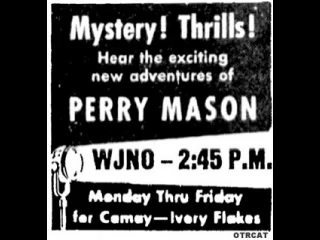 Mystery! Thrills!
Hear the exciting
new adventures of
PERRY MASON
WJNO – 2:45 P.M.
Monday Thru Friday
for Camay—Ivory Flakes
OTRCAT